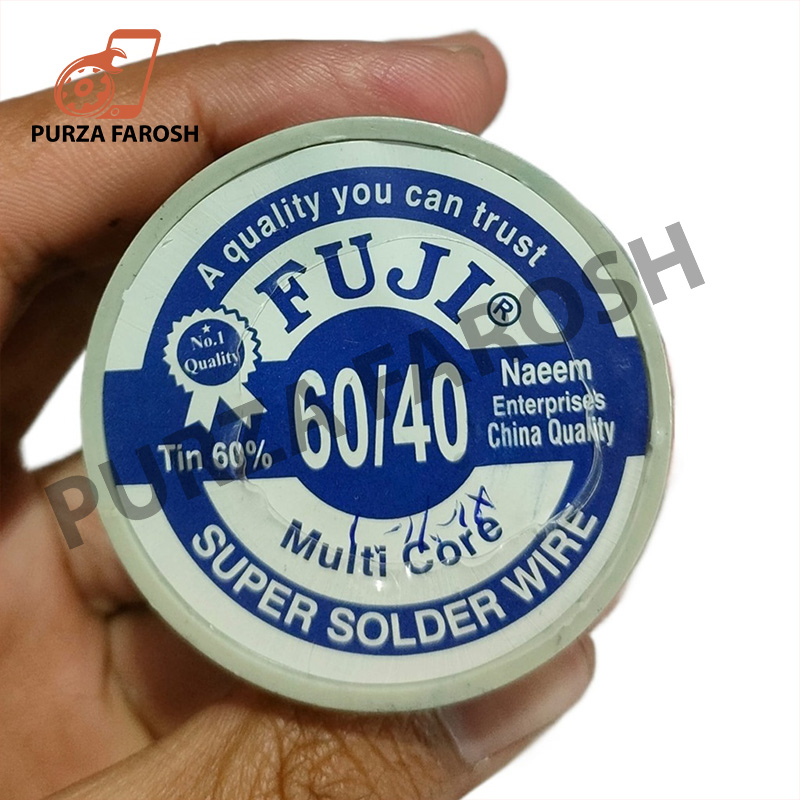 PURZA FAROSH
A quality you can trust
FUJI®
No.1
Quality
60/40
Naeem
Enterprises
China Quality
Tin 60%
Multi Core
SUPER SOLDER WIRE
PURZA FAROSH